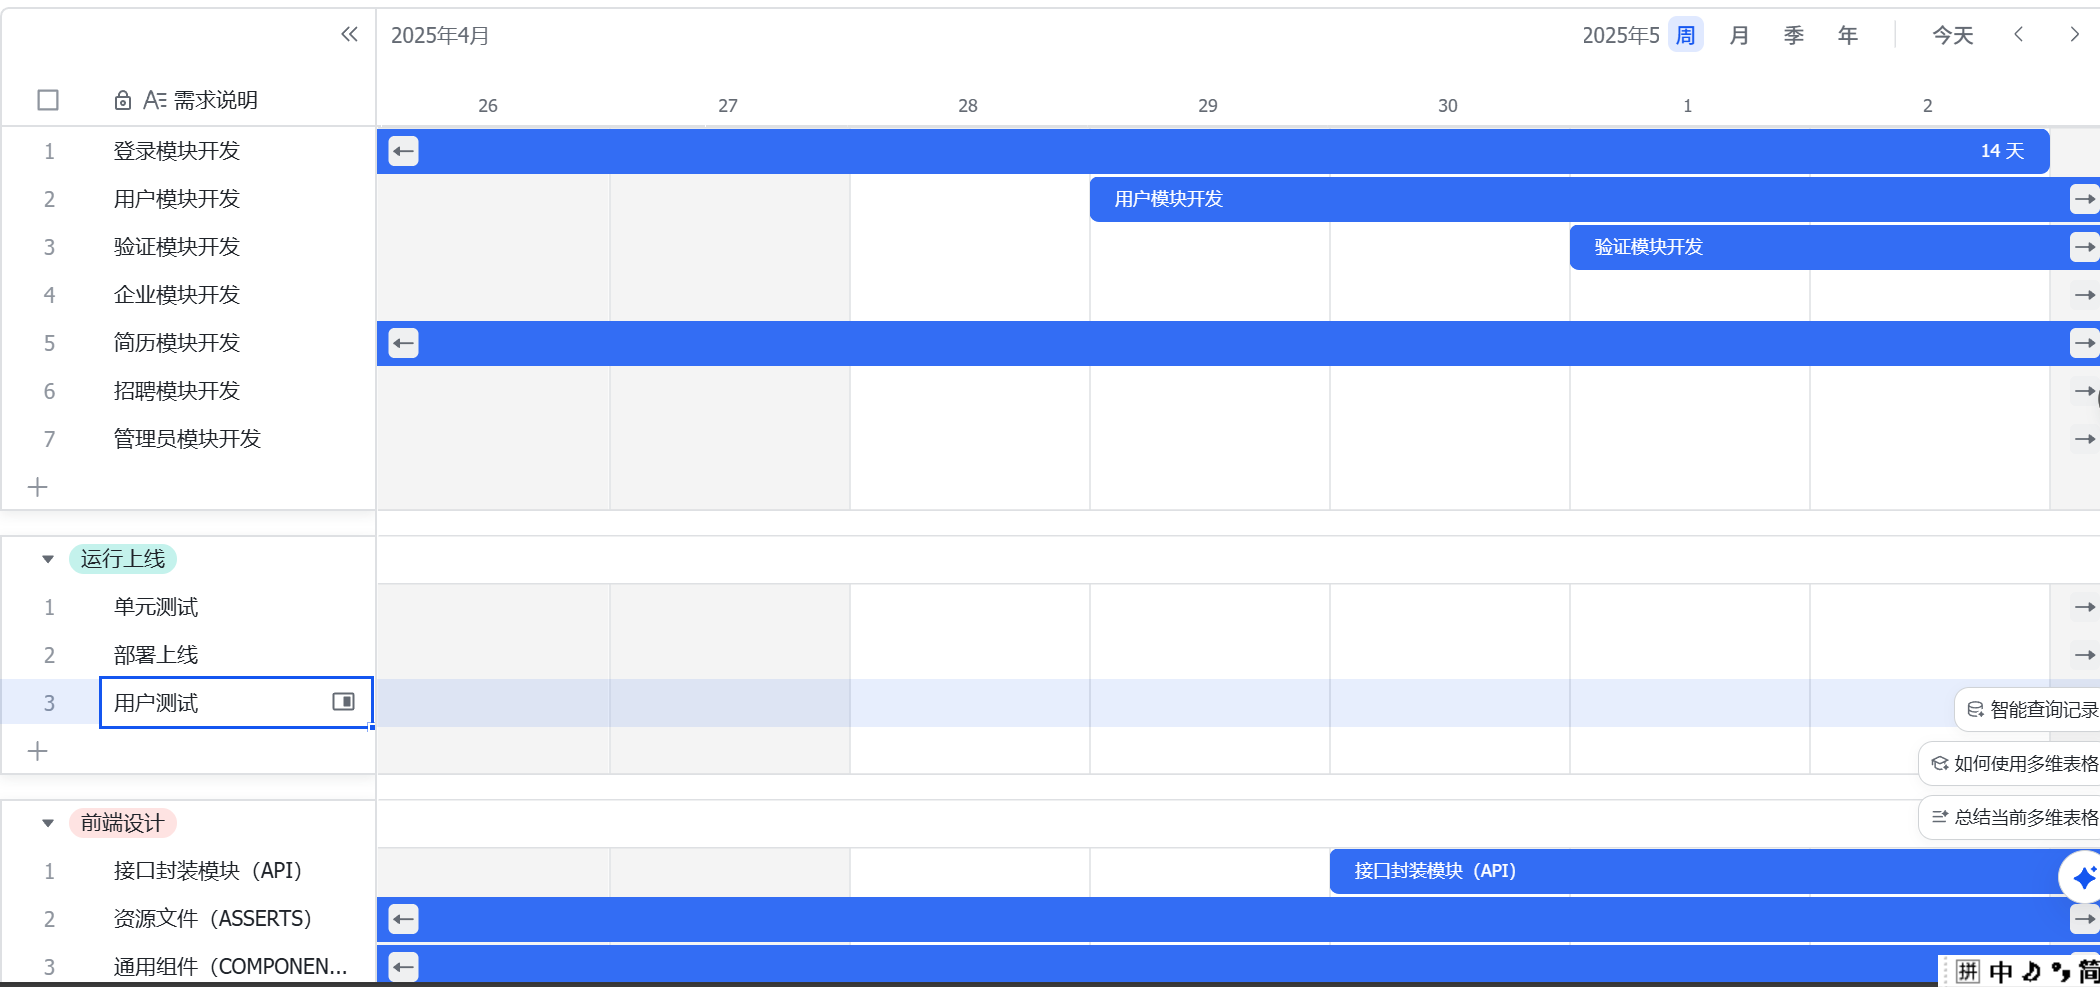 2025年4月
2025年5
周 月 季 年 今天
需求说明
26 27 28 29 30 1 2
1 登录模块开发
14 天
2 用户模块开发
用户模块开发
3 验证模块开发
验证模块开发
4 企业模块开发
5 简历模块开发
6 招聘模块开发
7 管理员模块开发
运行上线
1 单元测试
2 部署上线
3 用户测试
智能查询记录
如何使用多维表格
总结当前多维表格
前端设计
1 接口封装模块（API）
接口封装模块（API）
2 资源文件（ASSERTS）
3 通用组件（COMPONEN...
拼 中 简